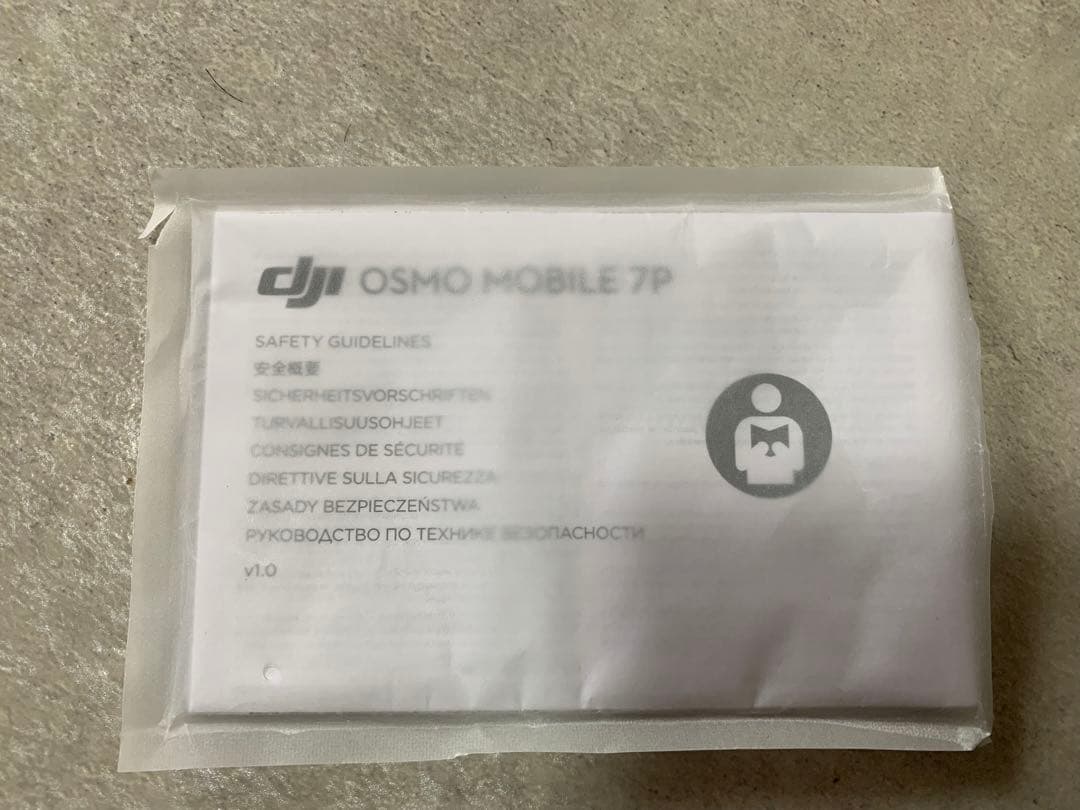 dji OSMO MOBILE 7P
SAFETY GUIDELINES
安全概要
SICHERHEITSVORSCHRIFTEN
TURVALLISUUSOHJEET
CONSIGNES DE SÉCURITÉ
DIRETTIVE SULLA SICUREZZA
ZASADY BEZPIECZEŃSTWA
РУКОВОДСТВО ПО ТЕХНИКЕ БЕЗОПАСНОСТИ
v1.0